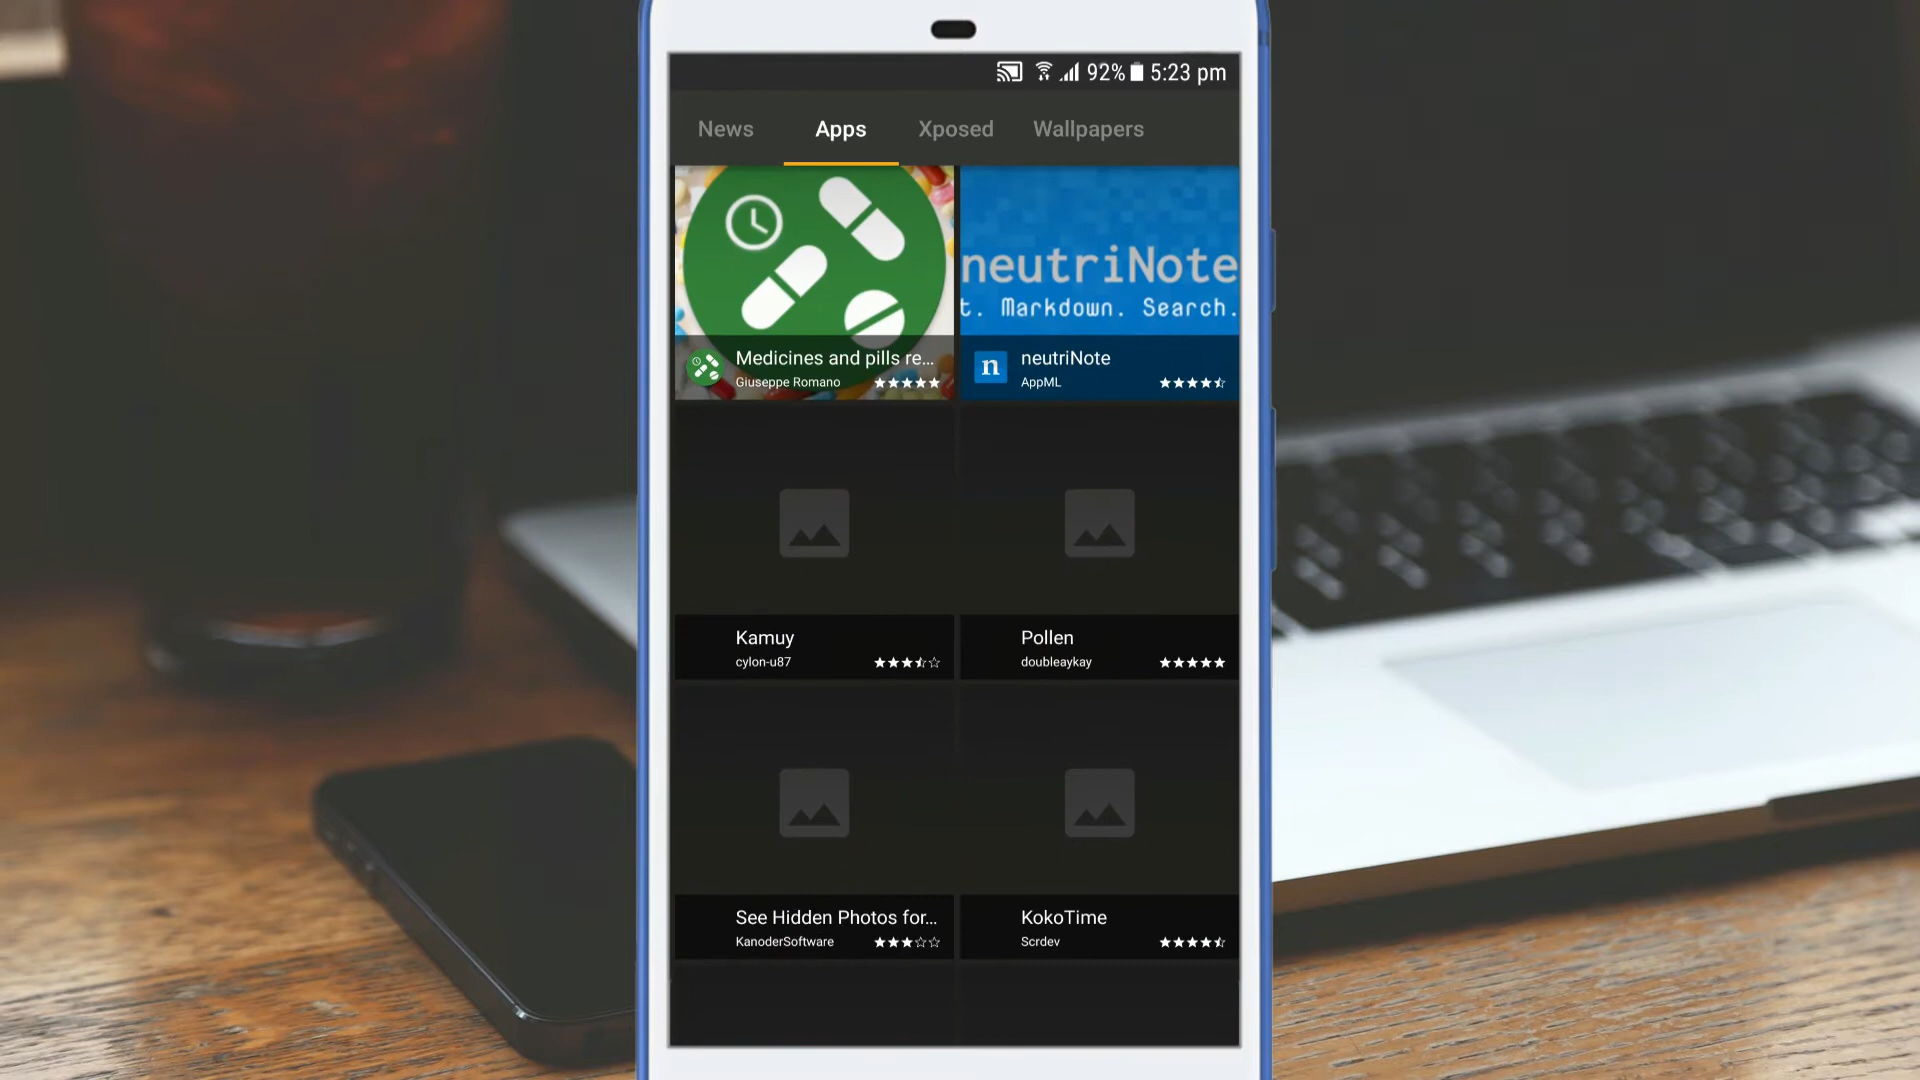 92% 5:23 pm
News Apps Xposed Wallpapers
neutriNote
t. Markdown. Search.
Medicines and pills re...
Giuseppe Romano
n
neutriNote
AppML
Kamuy
cylon-u87
Pollen
doubleaykay
See Hidden Photos for...
KanoderSoftware
KokoTime
Scrdev